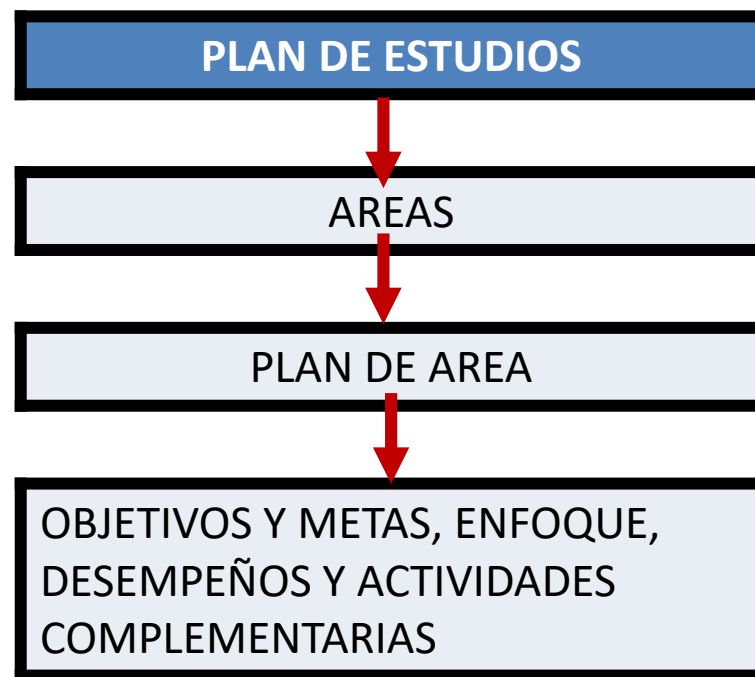 PLAN DE ESTUDIOS
AREAS
PLAN DE AREA
OBJETIVOS Y METAS, ENFOQUE,
DESEMPEÑOS Y ACTIVIDADES
COMPLEMENTARIAS